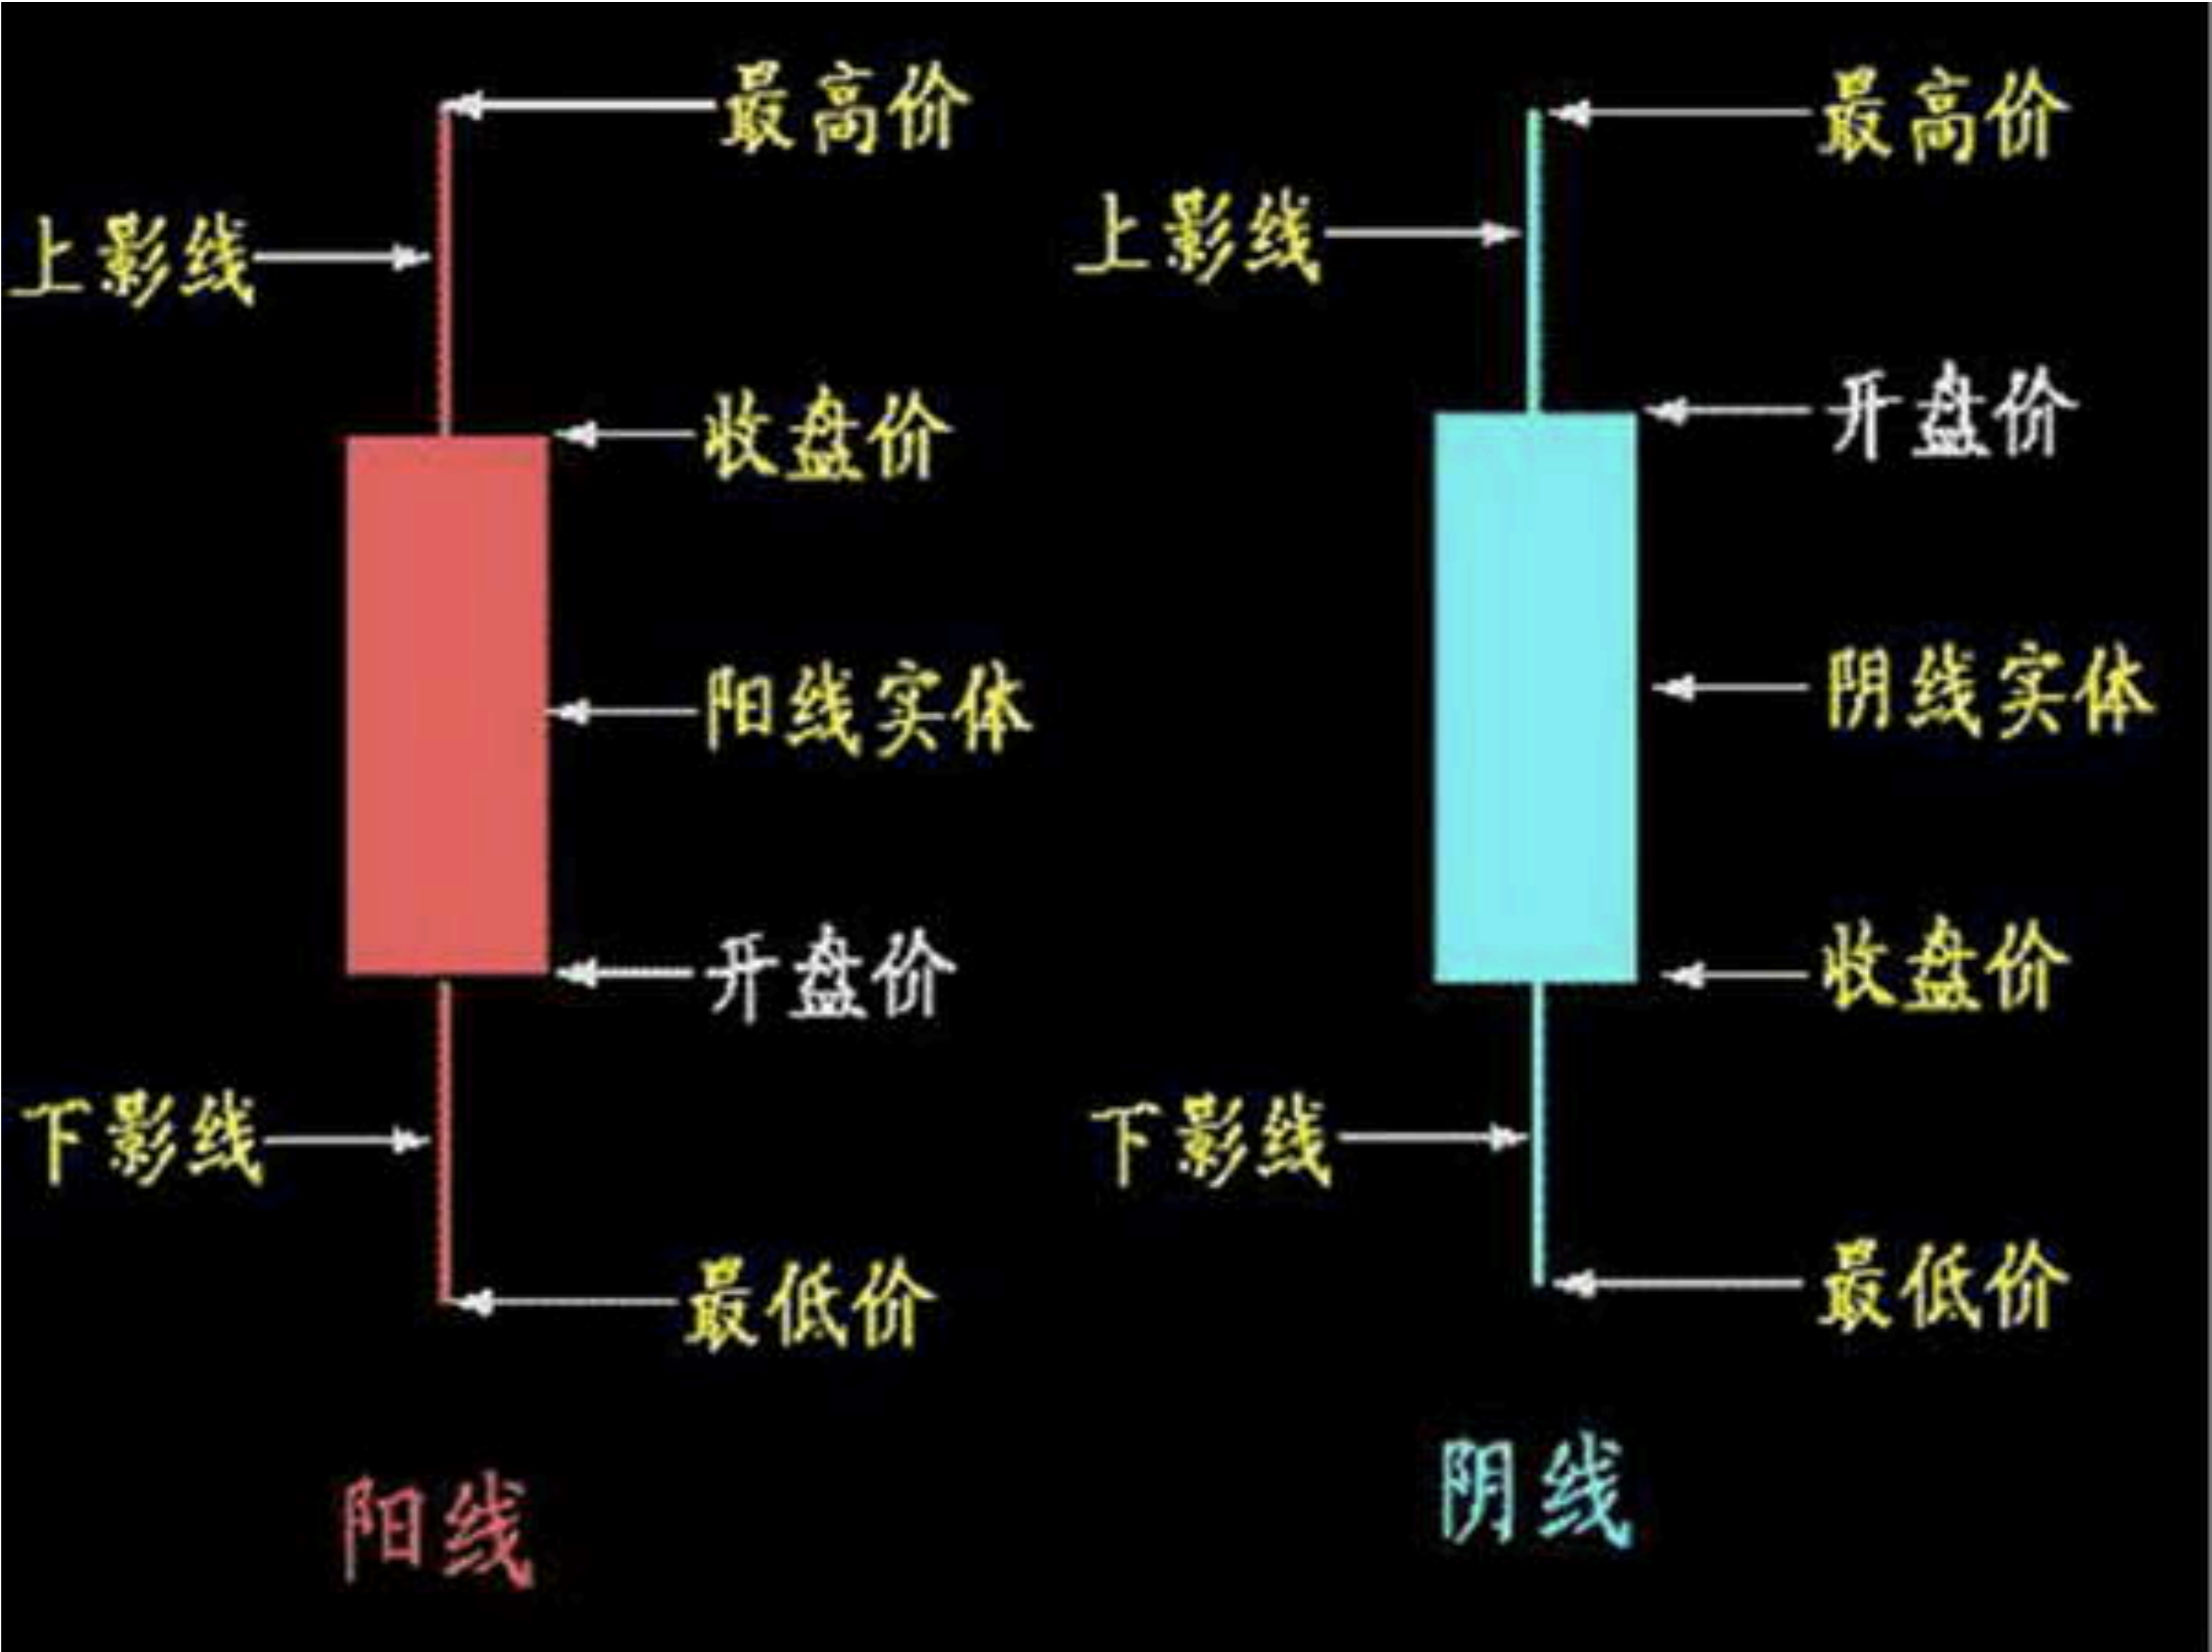 最高价
上影线
收盘价
阳线实体
开盘价
下影线
最低价
阳线
最高价
上影线
开盘价
阴线实体
收盘价
下影线
最低价
阴线